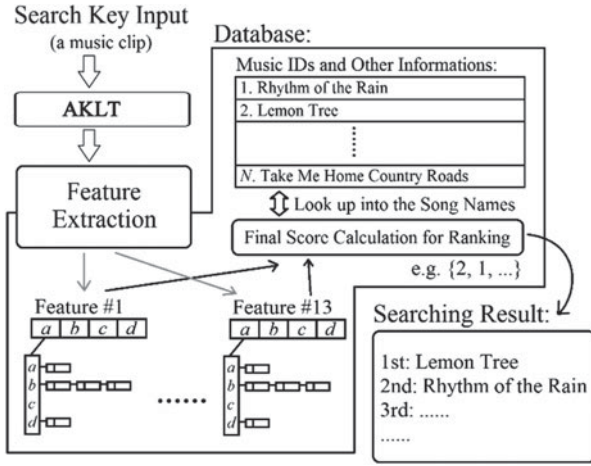 Search Key Input
(a music clip)
AKLT
Feature
Extraction
Database:
Music IDs and Other Informations:
1. Rhythm of the Rain
2. Lemon Tree
N. Take Me Home Country Roads
Look up into the Song Names
Final Score Calculation for Ranking
e.g. {2, 1, ...}
Feature #1
a b c d
a
b
c
d
......
Feature #13
a b c d
a
b
c
d
Searching Result:
1st: Lemon Tree
2nd: Rhythm of the Rain
3rd: ......
......